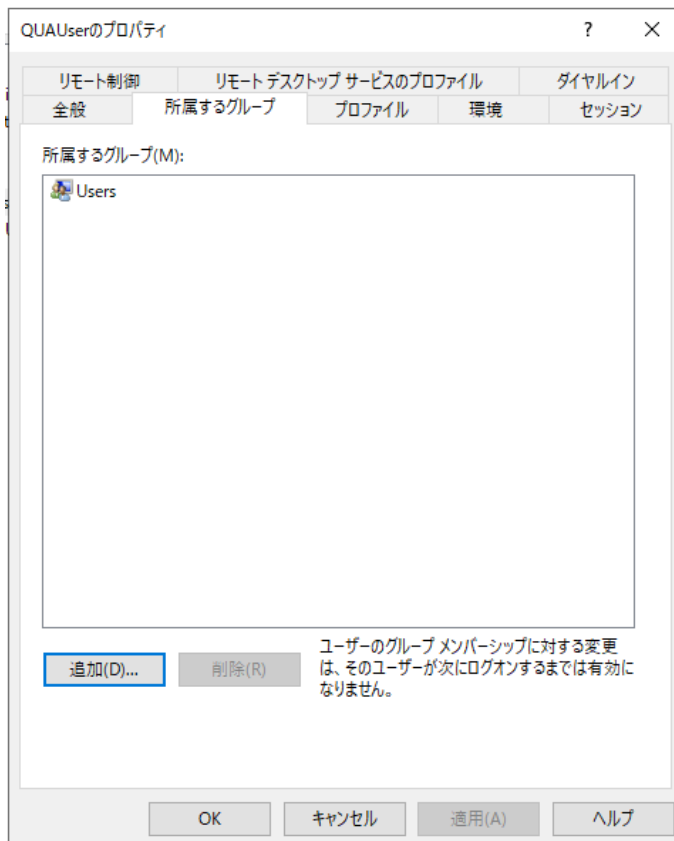 QUAUserのプロパティ
? ×
リモート制御 リモート デスクトップ サービスのプロファイル ダイヤルイン
全般 所属するグループ プロファイル 環境 セッション
所属するグループ(M):
Users
追加(D)... 削除(R)
ユーザーのグループ メンバーシップに対する変更
は、そのユーザーが次にログオンするまでは有効に
なりません。
OK キャンセル 適用(A) ヘルプ